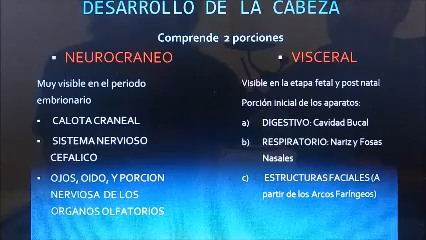 DESARROLLO DE LA CABEZA
Comprende 2 porciones
▪ NEUROCRANEO
Muy visible en el periodo
embrionario
▪ CALOTA CRANEAL
▪ SISTEMA NERVIOSO
CEFALICO
▪ OJOS, OIDO, Y PORCION
NERVIOSA DE LOS
ORGANOS OLFATORIOS
▪ VISCERAL
Visible en la etapa fetal y post natal
Porción inicial de los aparatos:
a) DIGESTIVO: Cavidad Bucal
b) RESPIRATORIO: Nariz y Fosas
Nasales
c) ESTRUCTURAS FACIALES (A
partir de los Arcos Faríngeos)